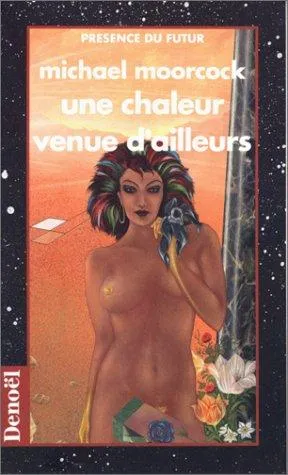 PRESENCE DU FUTUR
michael moorcock
une chaleur
venue d'ailleurs
Denoël